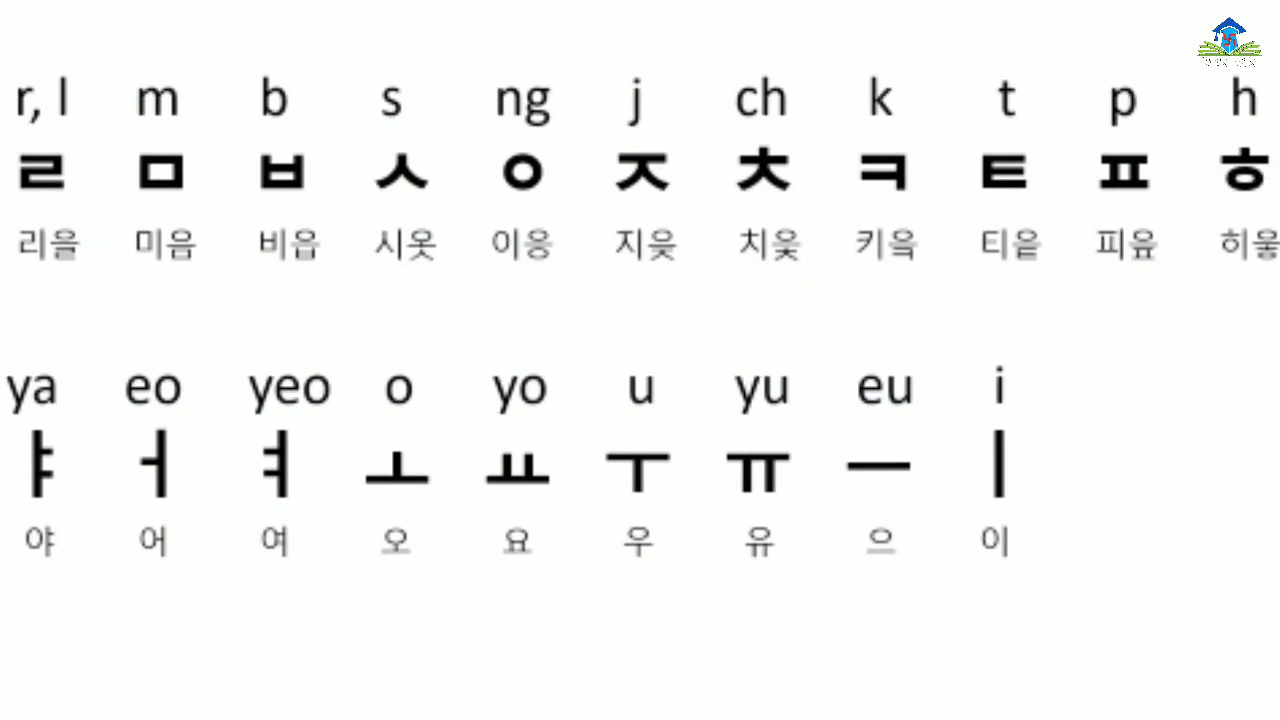 r, l m b s ng j ch k t p h
ㄹ ㅁ ㅂ ㅅ ㅇ ㅈ ㅊ ㅋ ㅌ ㅍ ㅎ
리을 미음 비읍 시옷 이응 지읒 치읓 키읔 티읕 피읖 히읗
ya eo yeo o yo u yu eu i
ㅑ ㅓ ㅕ ㅗ ㅛ ㅜ ㅠ ㅡ ㅣ
야 어 여 오 요 우 유 으 이